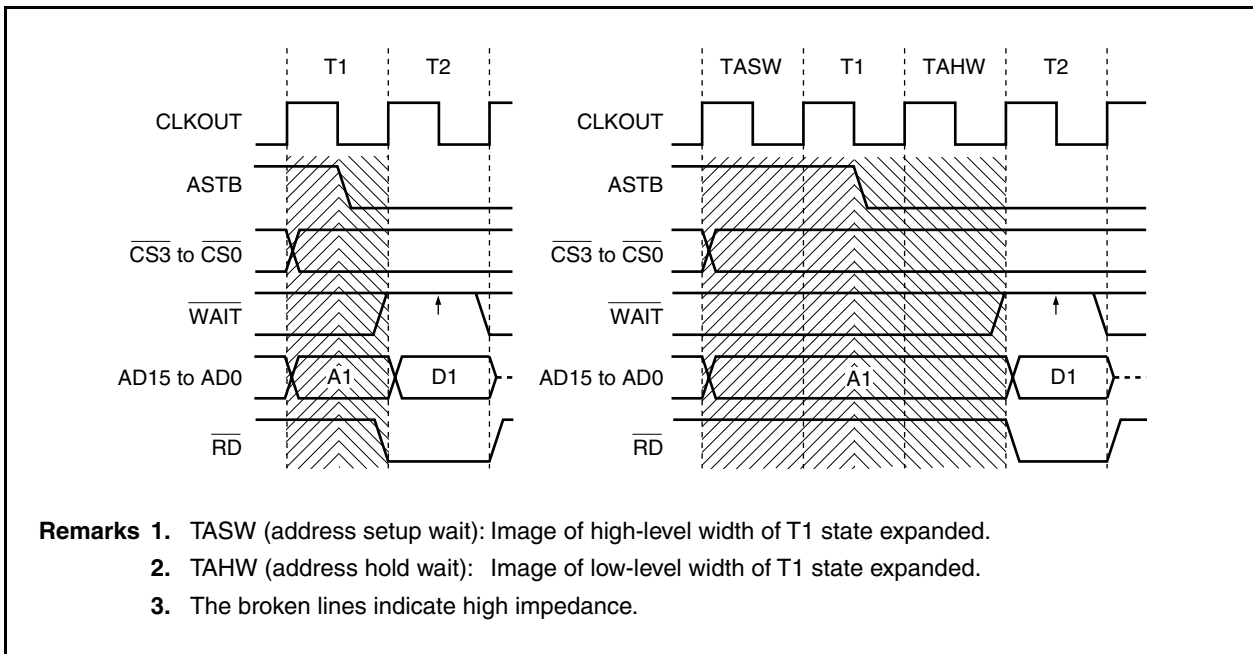 T1 T2 TASW T1 TAHW T2
CLKOUT CLKOUT
ASTB ASTB
CS3 to CS0 CS3 to CS0
WAIT WAIT
AD15 to AD0 A1 D1 AD15 to AD0 A1 D1
RD RD
Remarks 1. TASW (address setup wait): Image of high-level width of T1 state expanded.
2. TAHW (address hold wait): Image of low-level width of T1 state expanded.
3. The broken lines indicate high impedance.